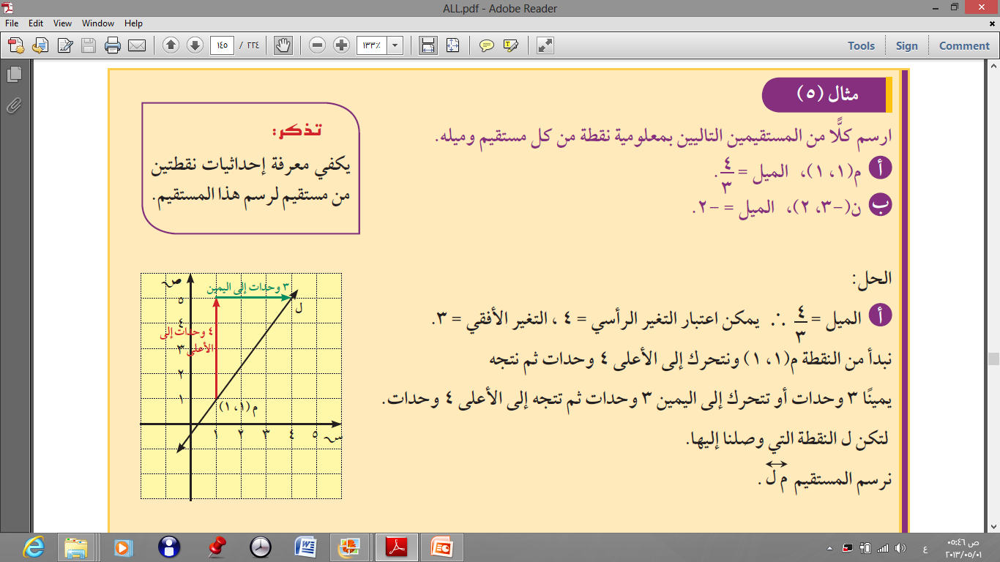 ALL.pdf - Adobe Reader
File Edit View Window Help
١٤٥ / ٢٢٤ ١٣٣٪ Tools Sign Comment
مثال (٥)
ارسم كلًّا من المستقيمين التاليين بمعلومية نقطة من كل مستقيم وميله.
أ م(١، ١)، الميل = ٤/٣.
ب ن(-٣، ٢)، الميل = -٢.
تذكر:
يكفي معرفة إحداثيات نقطتين
من مستقيم لرسم هذا المستقيم.
الحل:
أ الميل = ٤/٣ ∴ يمكن اعتبار التغير الرأسي = ٤ ، التغير الأفقي = ٣.
نبدأ من النقطة م(١، ١) ونتحرك إلى الأعلى ٤ وحدات ثم نتجه
يمينًا ٣ وحدات أو تتحرك إلى اليمين ٣ وحدات ثم تتجه إلى الأعلى ٤ وحدات.
لتكن ل النقطة التي وصلنا إليها.
نرسم المستقيم م ل .
ص
٣ وحدات إلى اليمين
ل
٥
٤
٤ وحدات إلى
الأعلى
٣
٢
١
م(١، ١)
١ ٢ ٣ ٤ ٥ س
ع
٠٥:٤٦ ص
٢٠١٣/٠٥/٠١